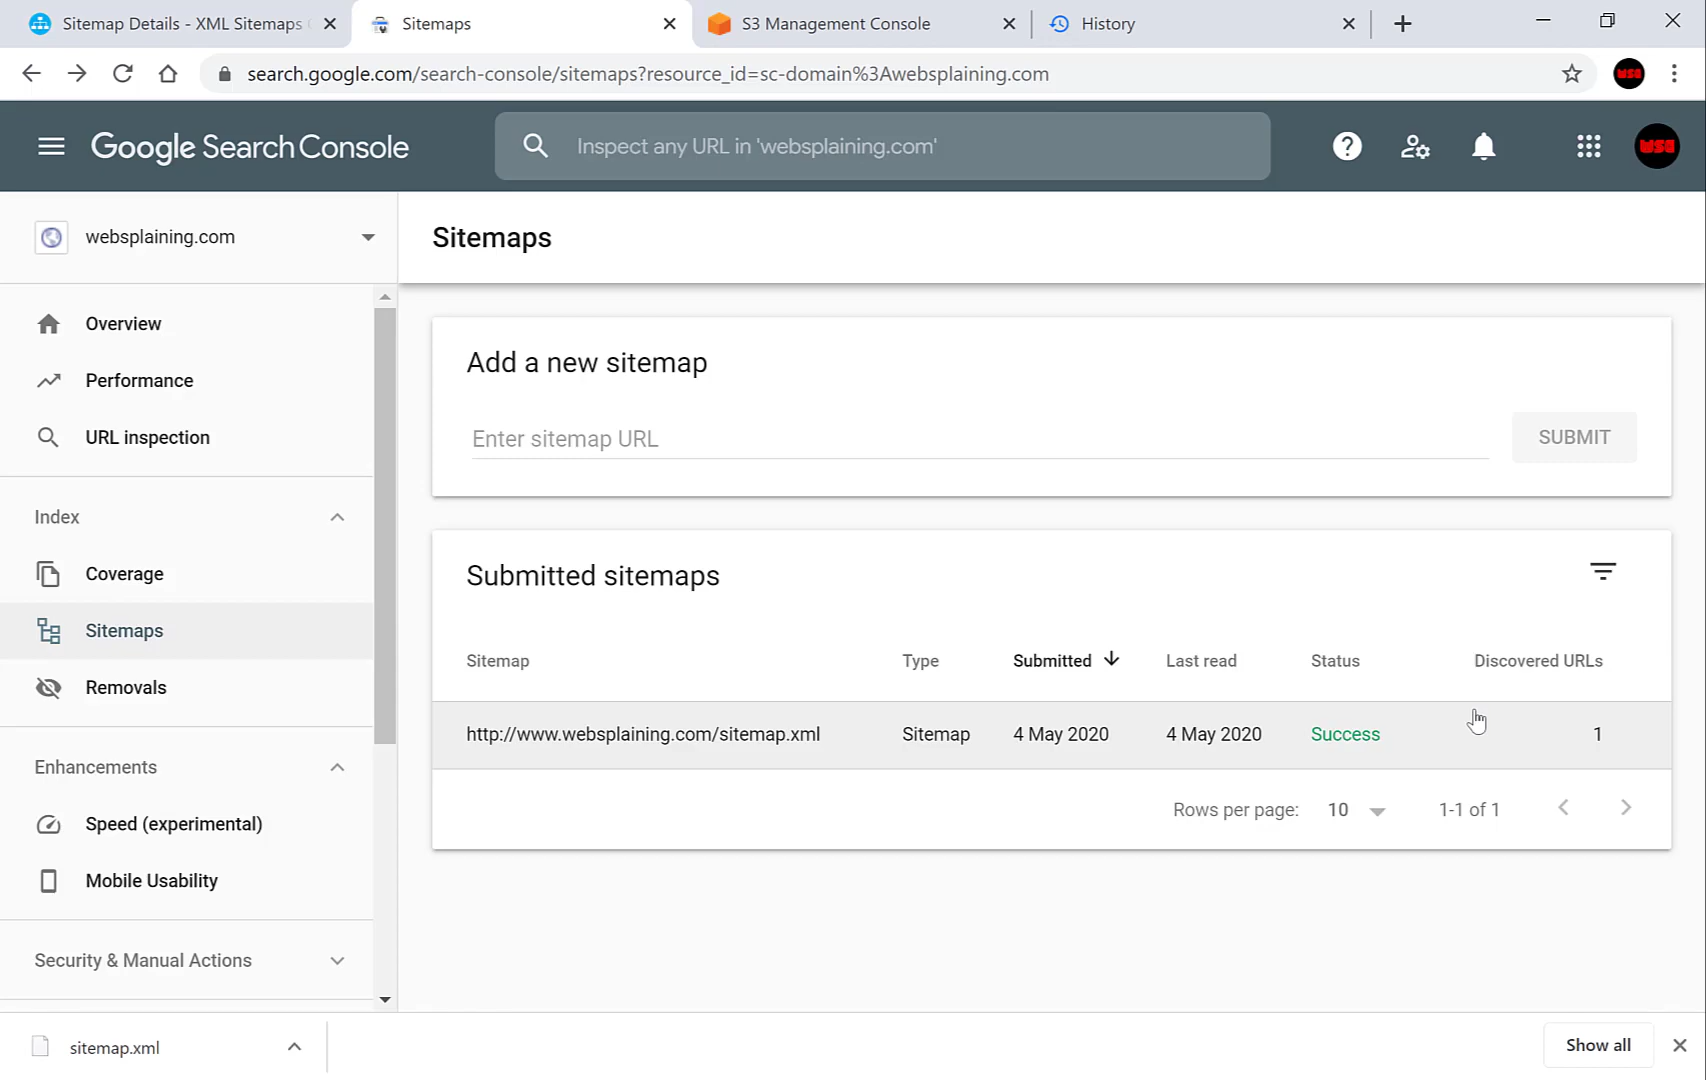 Sitemap Details - XML Sitemaps
Sitemaps
S3 Management Console
History
search.google.com/search-console/sitemaps?resource_id=sc-domain%3Awebsplaining.com
Google Search Console
Inspect any URL in 'websplaining.com'
websplaining.com
Sitemaps
Overview
Performance
URL inspection
Index
Coverage
Sitemaps
Removals
Enhancements
Speed (experimental)
Mobile Usability
Security & Manual Actions
Add a new sitemap
Enter sitemap URL
SUBMIT
Submitted sitemaps
Sitemap Type Submitted Last read Status Discovered URLs
http://www.websplaining.com/sitemap.xml Sitemap 4 May 2020 4 May 2020 Success 1
Rows per page: 10 1-1 of 1
sitemap.xml
Show all